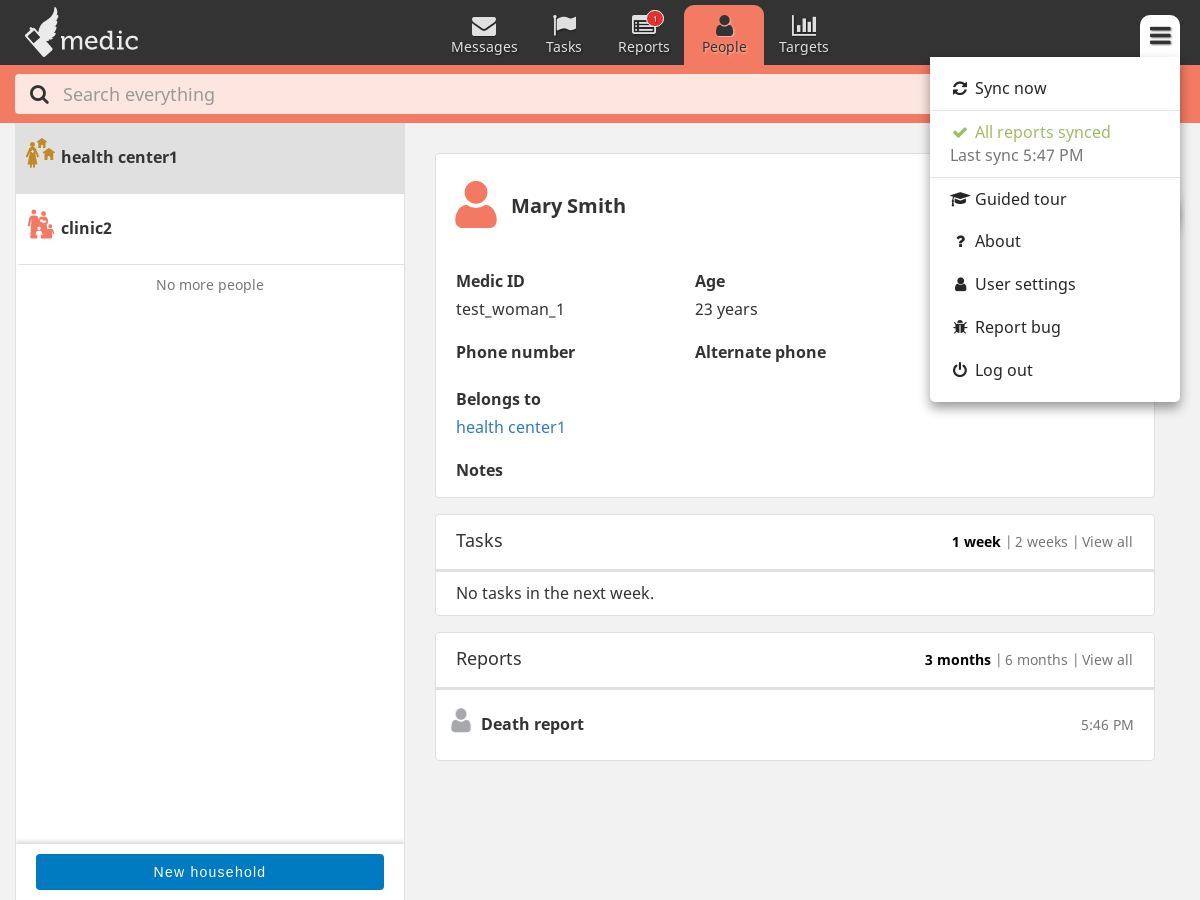 medic
Messages
Tasks
Reports
1
People
Targets
Search everything
Sync now
All reports synced
Last sync 5:47 PM
Guided tour
? About
User settings
Report bug
Log out
health center1
clinic2
No more people
New household
Mary Smith
Medic ID
test_woman_1
Age
23 years
Phone number
Alternate phone
Belongs to
health center1
Notes
Tasks
1 week | 2 weeks | View all
No tasks in the next week.
Reports
3 months | 6 months | View all
Death report
5:46 PM